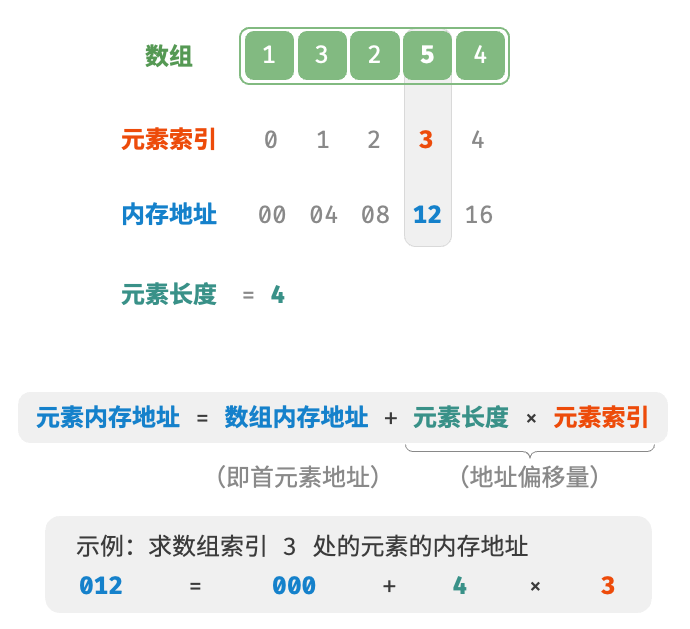 数组 1 3 2 5 4
元素索引 0 1 2 3 4
内存地址 00 04 08 12 16
元素长度 = 4
元素内存地址 = 数组内存地址 + 元素长度 × 元素索引
（即首元素地址） （地址偏移量）
示例：求数组索引 3 处的元素的内存地址
012 = 000 + 4 × 3